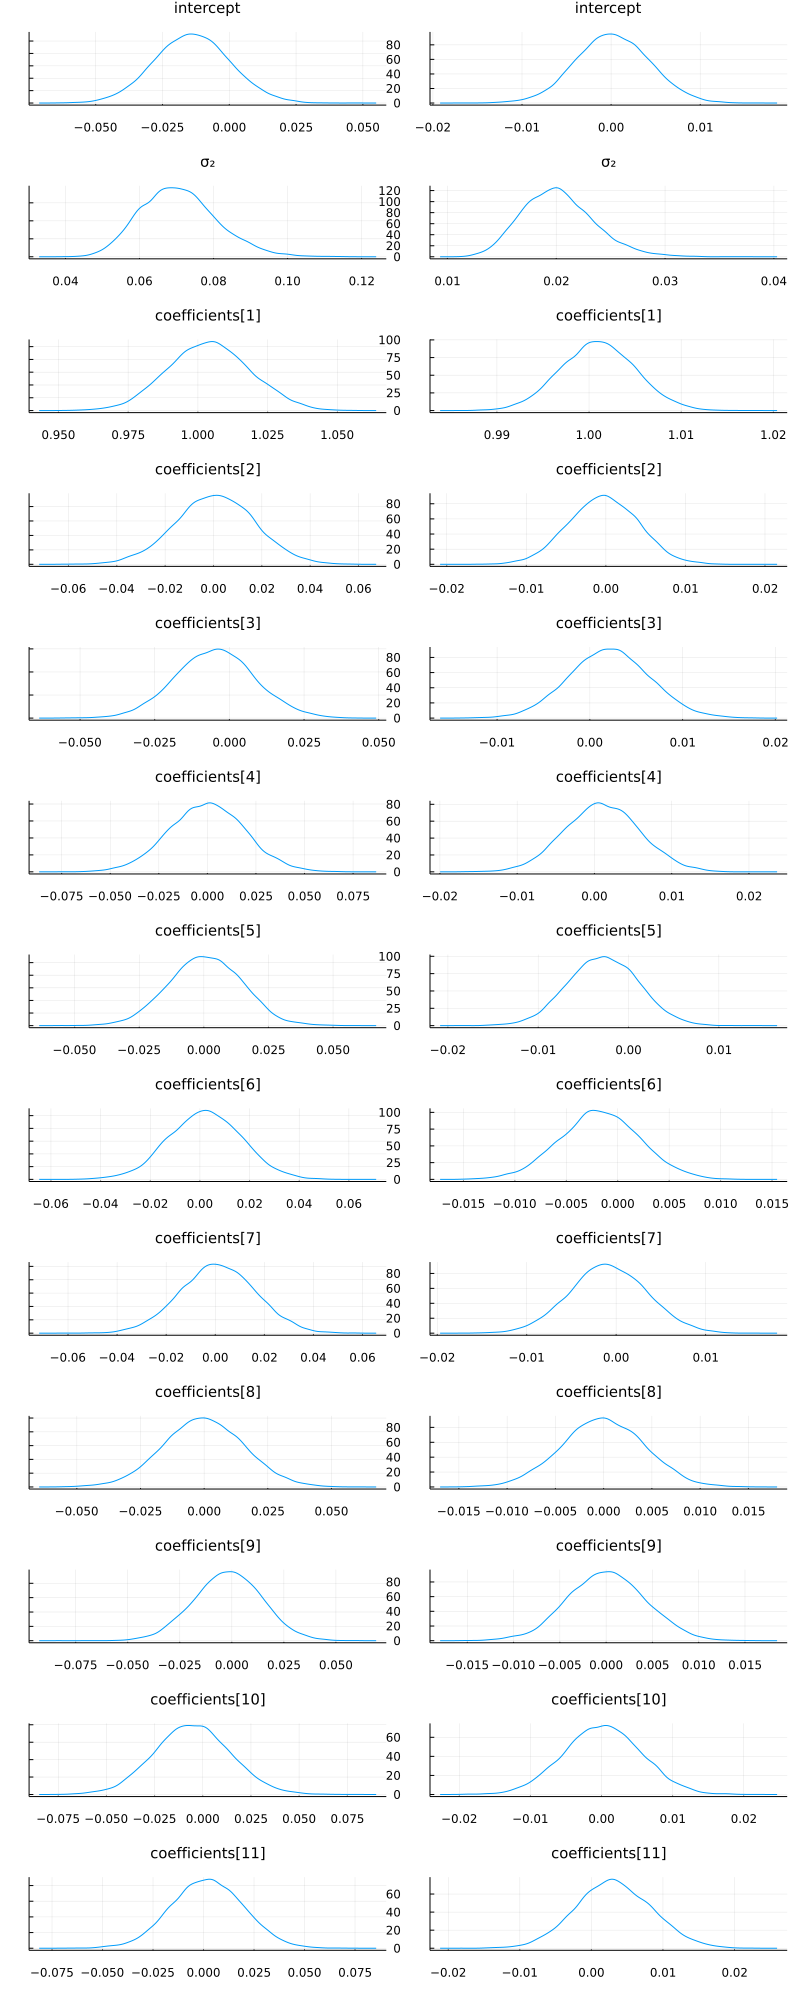 intercept intercept
80
60
40
20
0
−0.050 −0.025 0.000 0.025 0.050 −0.02 −0.01 0.00 0.01
σ₂ σ₂
120
100
80
60
40
20
0
0.04 0.06 0.08 0.10 0.12 0.01 0.02 0.03 0.04
coefficients[1] coefficients[1]
100
75
50
25
0
0.950 0.975 1.000 1.025 1.050 0.99 1.00 1.01 1.02
coefficients[2] coefficients[2]
80
60
40
20
0
−0.06 −0.04 −0.02 0.00 0.02 0.04 0.06 −0.02 −0.01 0.00 0.01 0.02
coefficients[3] coefficients[3]
80
60
40
20
0
−0.050 −0.025 0.000 0.025 0.050 −0.01 0.00 0.01 0.02
coefficients[4] coefficients[4]
80
60
40
20
0
−0.075 −0.050 −0.025 0.000 0.025 0.050 0.075 −0.02 −0.01 0.00 0.01 0.02
coefficients[5] coefficients[5]
100
75
50
25
0
−0.050 −0.025 0.000 0.025 0.050 −0.02 −0.01 0.00 0.01
coefficients[6] coefficients[6]
100
75
50
25
0
−0.06 −0.04 −0.02 0.00 0.02 0.04 0.06 −0.015 −0.010 −0.005 0.000 0.005 0.010 0.015
coefficients[7] coefficients[7]
80
60
40
20
0
−0.06 −0.04 −0.02 0.00 0.02 0.04 0.06 −0.02 −0.01 0.00 0.01
coefficients[8] coefficients[8]
80
60
40
20
0
−0.050 −0.025 0.000 0.025 0.050 −0.015 −0.010 −0.005 0.000 0.005 0.010 0.015
coefficients[9] coefficients[9]
80
60
40
20
0
−0.075 −0.050 −0.025 0.000 0.025 0.050 −0.015 −0.010 −0.005 0.000 0.005 0.010 0.015
coefficients[10] coefficients[10]
60
40
20
0
−0.075 −0.050 −0.025 0.000 0.025 0.050 0.075 −0.02 −0.01 0.00 0.01 0.02
coefficients[11] coefficients[11]
60
40
20
0
−0.075 −0.050 −0.025 0.000 0.025 0.050 0.075 −0.02 −0.01 0.00 0.01 0.02